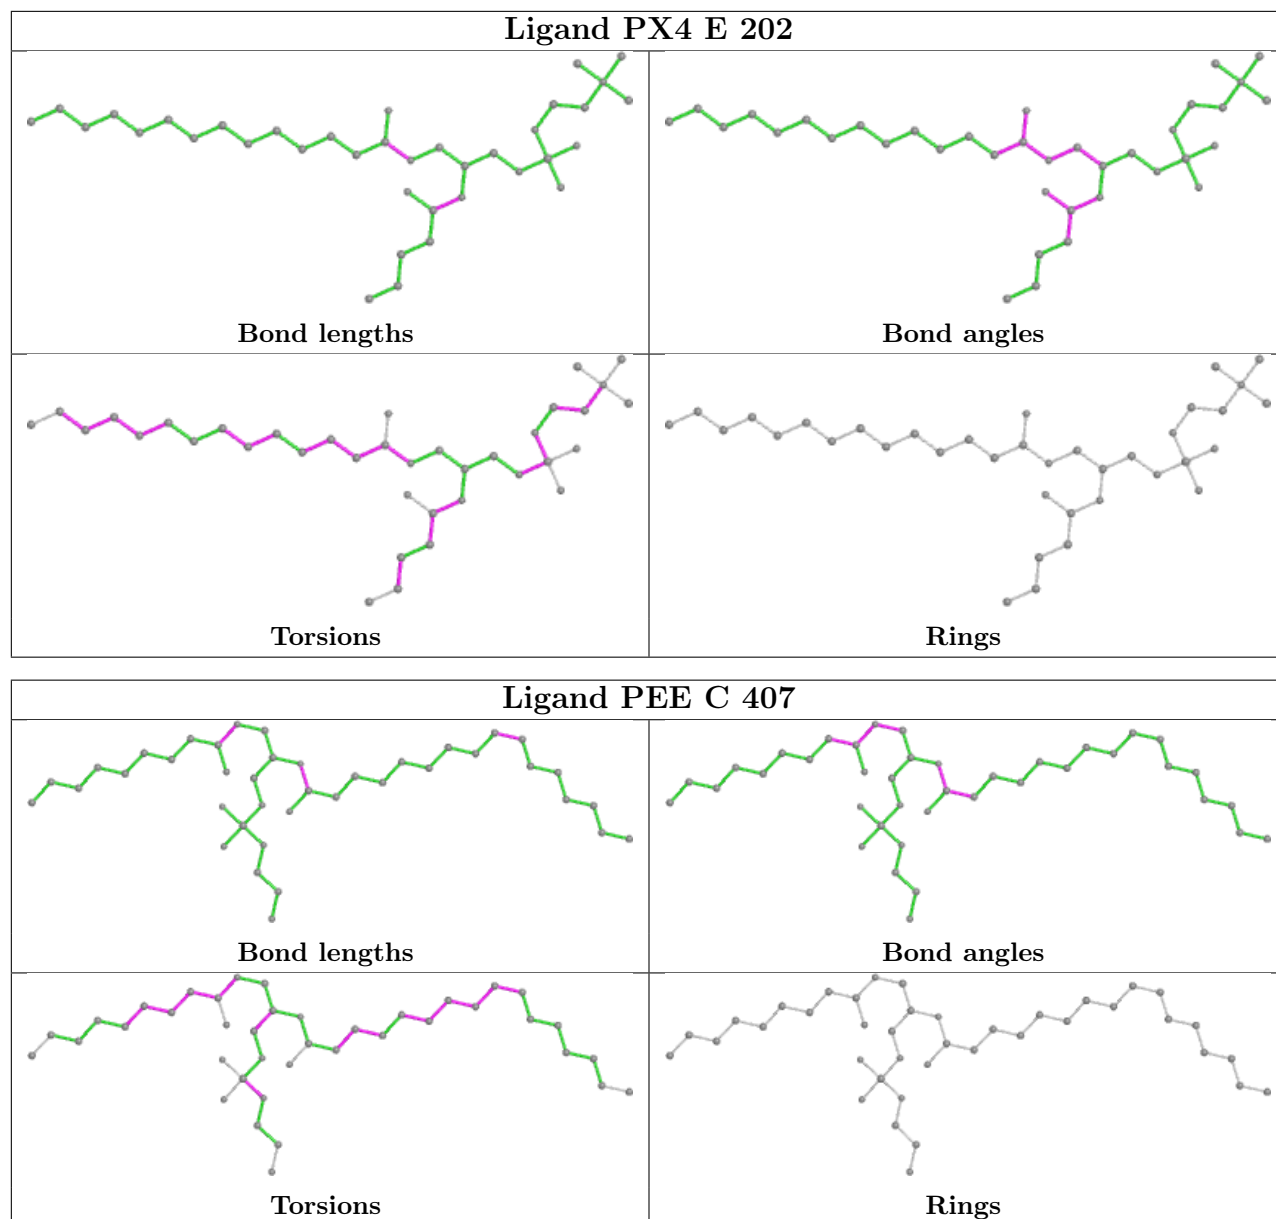 Ligand PX4 E 202
Bond lengths
Bond angles
Torsions
Rings
Ligand PEE C 407
Bond lengths
Bond angles
Torsions
Rings